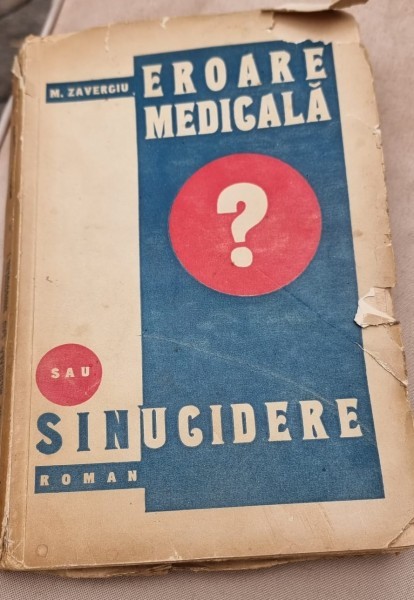 M. ZAVERGIU
EROARE
MEDICALĂ
?
SAU
SINUCIDERE
ROMAN